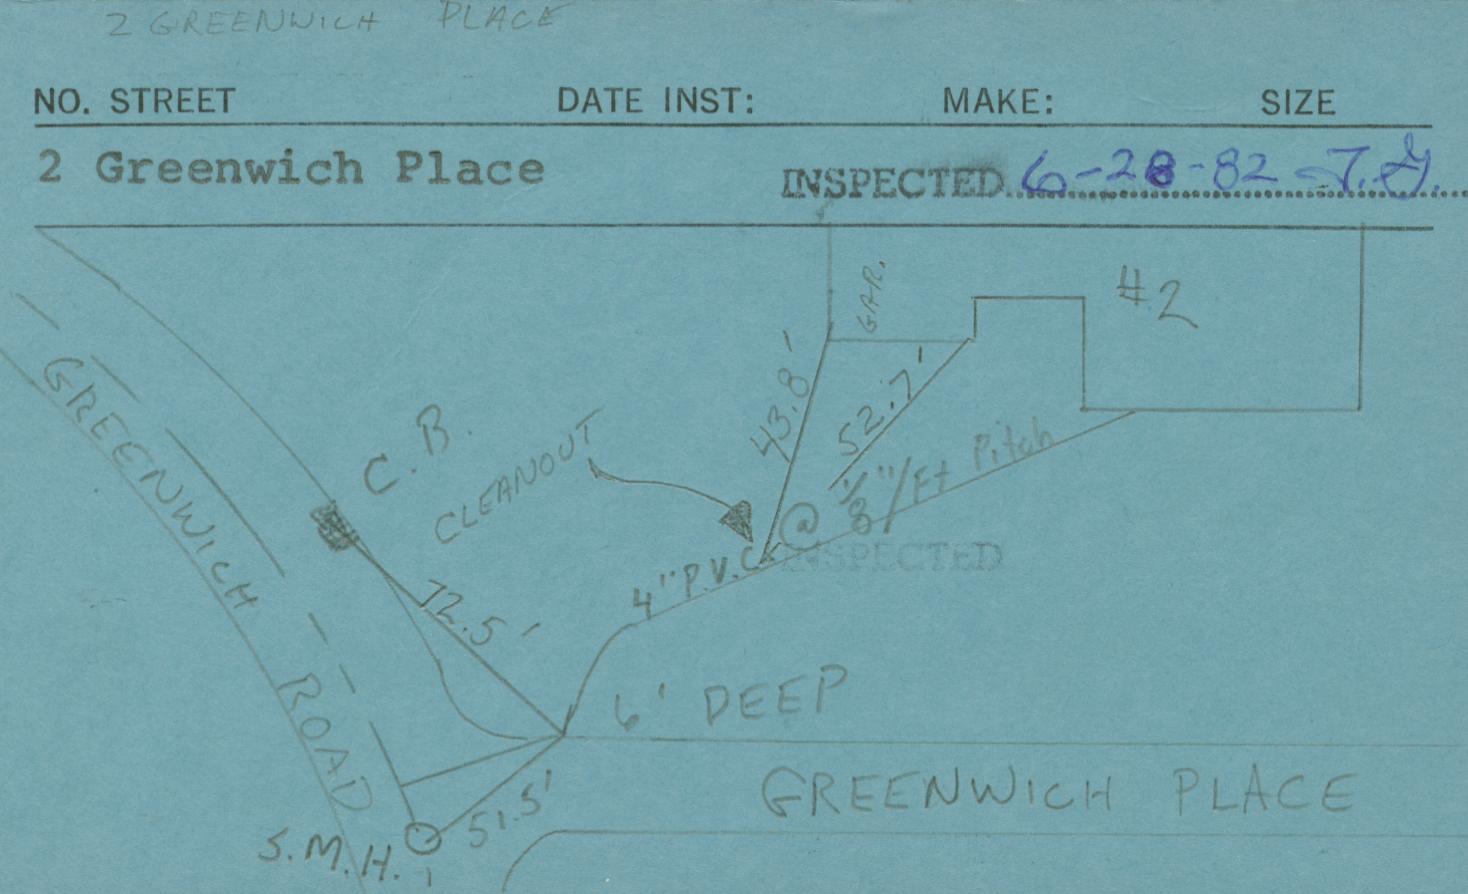 2 GREENWICH PLACE
NO. STREET DATE INST: MAKE: SIZE
2 Greenwich Place INSPECTED 6-28-82 - T.G.
GAR.
#2
43.8'
52.7'
C.B.
CLEANOUT
GREENWICH ROAD
4" P.V.C. @ 1/8"/Ft Pitch
INSPECTED
72.5'
6' DEEP
GREENWICH PLACE
51.5'
S.M.H.